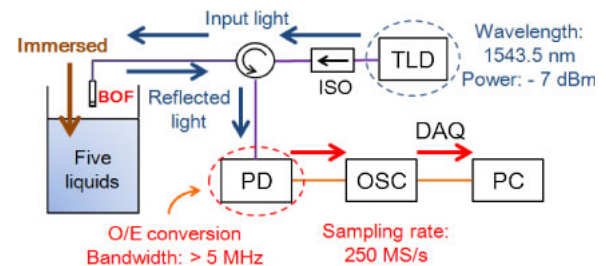 Input light
Wavelength:
1543.5 nm
Power: - 7 dBm
Immersed
TLD
ISO
BOF
Reflected
light
DAQ
Five
liquids
PD
OSC
PC
O/E conversion
Bandwidth: > 5 MHz
Sampling rate:
250 MS/s